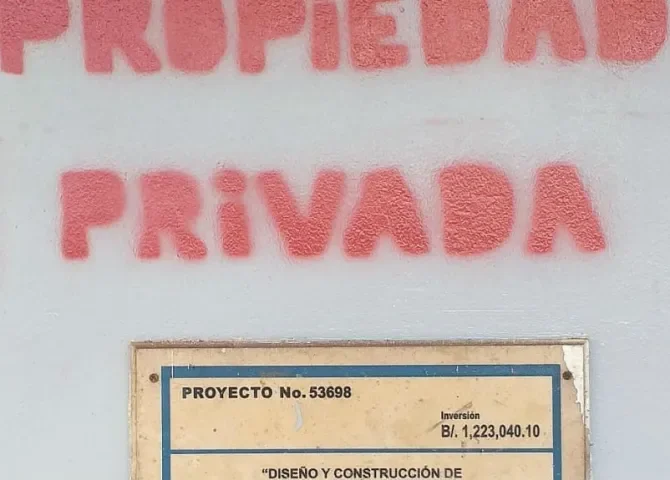 PROPiEDAD
PRiVADA
PROYECTO No. 53698
Inversión
B/. 1,223,040.10
"DISEÑO Y CONSTRUCCIÓN DE